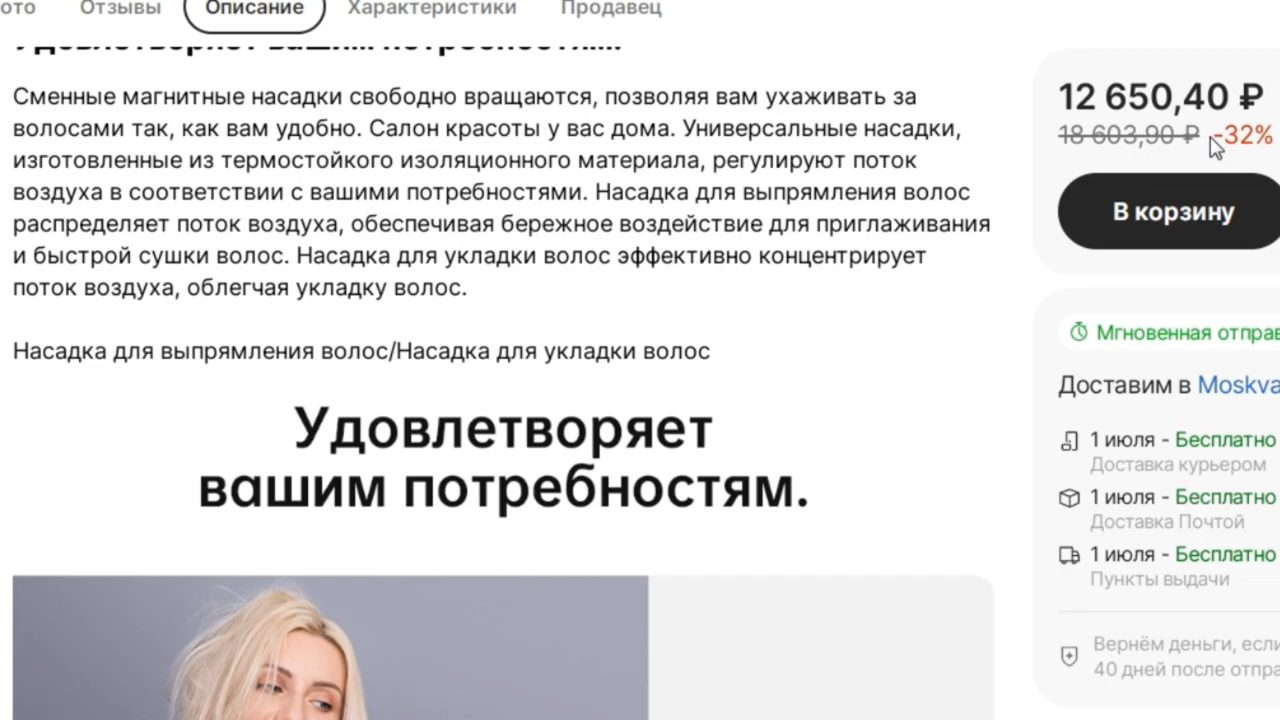 ото Отзывы Описание Характеристики Продавец
Удовлетворяет вашим потребностям.
Сменные магнитные насадки свободно вращаются, позволяя вам ухаживать за
волосами так, как вам удобно. Салон красоты у вас дома. Универсальные насадки,
изготовленные из термостойкого изоляционного материала, регулируют поток
воздуха в соответствии с вашими потребностями. Насадка для выпрямления волос
распределяет поток воздуха, обеспечивая бережное воздействие для приглаживания
и быстрой сушки волос. Насадка для укладки волос эффективно концентрирует
поток воздуха, облегчая укладку волос.
Насадка для выпрямления волос/Насадка для укладки волос
Удовлетворяет
вашим потребностям.
12 650,40 ₽
18 603,90 ₽ -32%
В корзину
Мгновенная отправ
Доставим в Moskva
1 июля - Бесплатно
Доставка курьером
1 июля - Бесплатно
Доставка Почтой
1 июля - Бесплатно
Пункты выдачи
Вернём деньги, если
40 дней после отпра